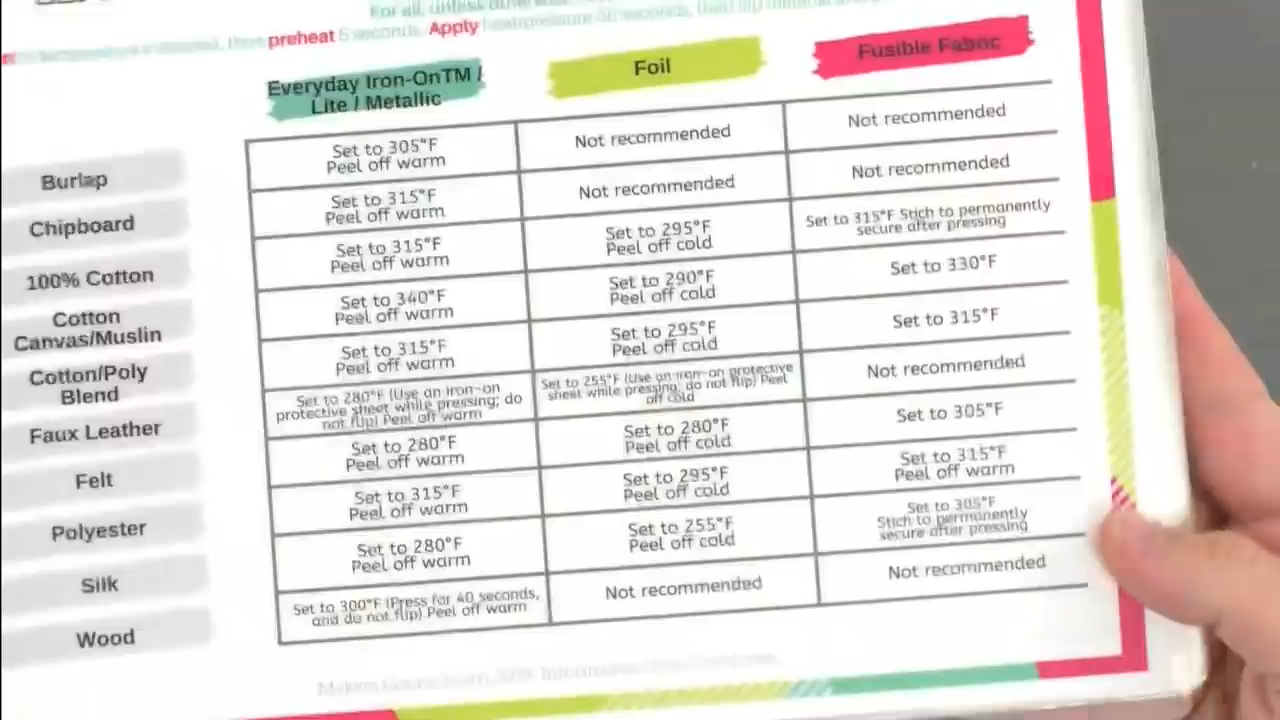 For all, unless other
preheat 5 seconds. Apply
Everyday Iron-OnTM /
Lite / Metallic
Foil
Fusible Fabric
Burlap
Set to 305°F
Peel off warm
Not recommended
Not recommended
Chipboard
Set to 315°F
Peel off warm
Not recommended
Not recommended
100% Cotton
Set to 315°F
Peel off warm
Set to 295°F
Peel off cold
Set to 315°F Stich to permanently
secure after pressing
Cotton
Canvas/Muslin
Set to 340°F
Peel off warm
Set to 290°F
Peel off cold
Set to 330°F
Cotton/Poly
Blend
Set to 315°F
Peel off warm
Set to 295°F
Peel off cold
Set to 315°F
Faux Leather
Set to 280°F (Use an iron-on
protective sheet while pressing; do
not flip) Peel off warm
Set to 255°F (Use an iron-on protective
sheet while pressing; do not flip) Peel
off cold
Not recommended
Felt
Set to 280°F
Peel off warm
Set to 280°F
Peel off cold
Set to 305°F
Polyester
Set to 315°F
Peel off warm
Set to 295°F
Peel off cold
Set to 315°F
Peel off warm
Silk
Set to 280°F
Peel off warm
Set to 255°F
Peel off cold
Set to 305°F
Stich to permanently
secure after pressing
Wood
Set to 300°F (Press for 40 seconds,
and do not flip) Peel off warm
Not recommended
Not recommended